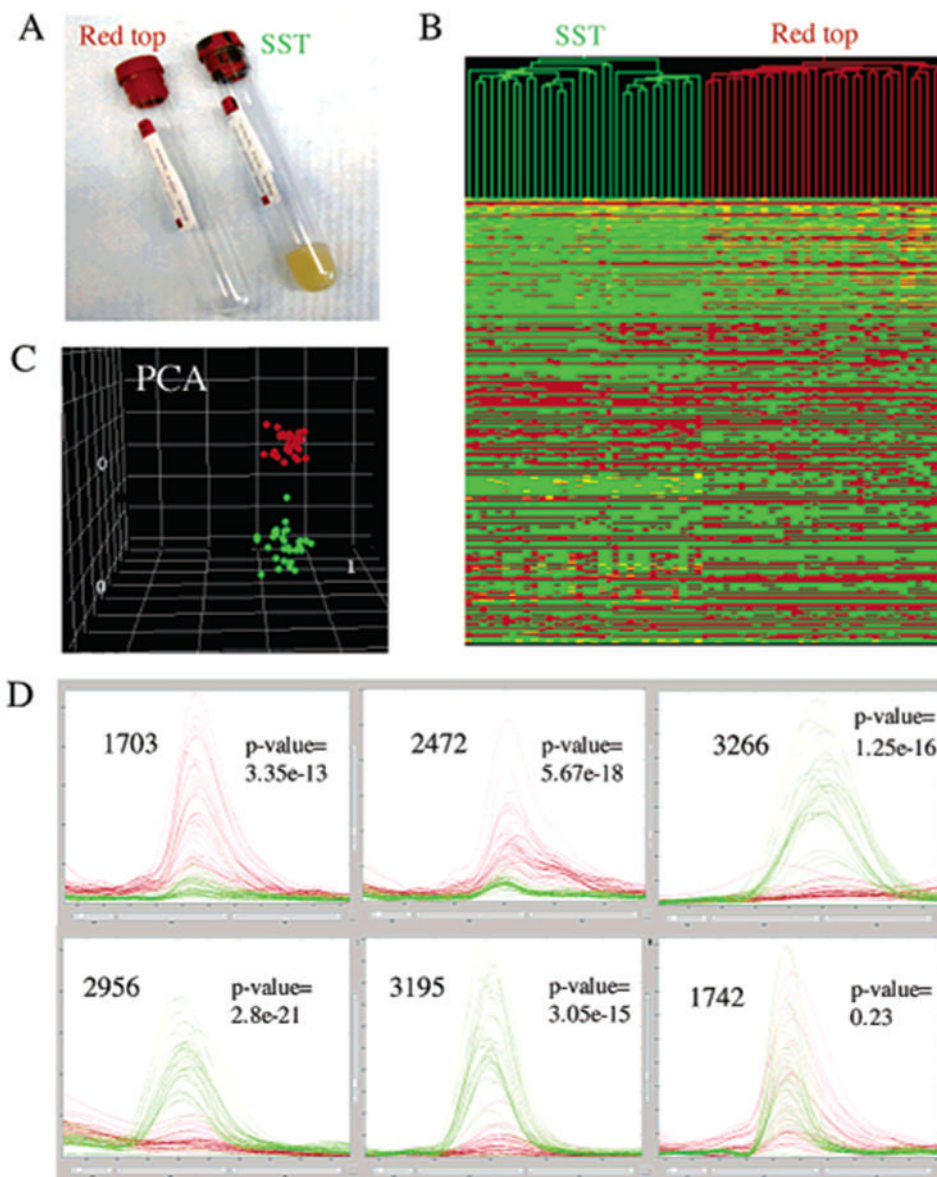 A
Red top
SST
B
SST
Red top
C
PCA
0
0
1
D
1703
p-value=
3.35e-13
2472
p-value=
5.67e-18
3266
p-value=
1.25e-16
2956
p-value=
2.8e-21
3195
p-value=
3.05e-15
1742
p-value=
0.23